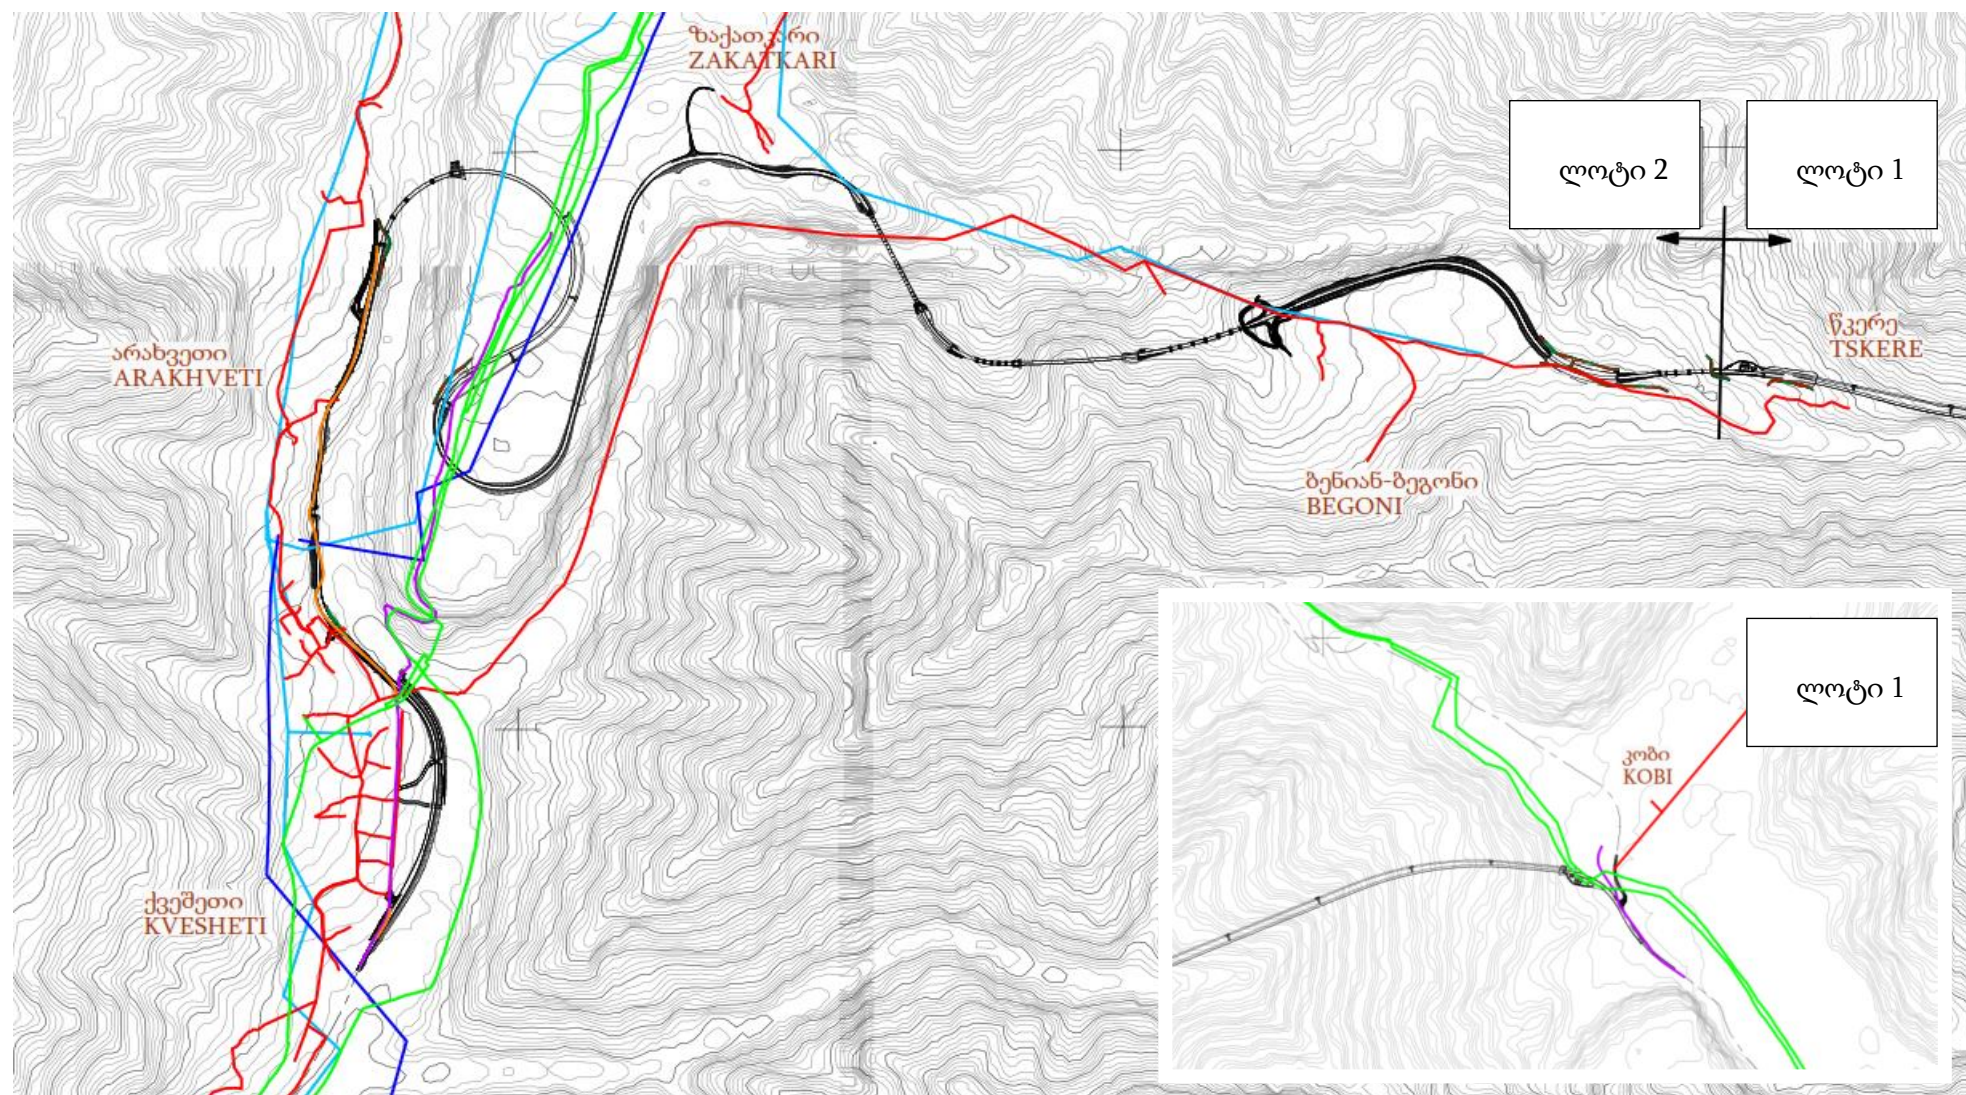 ზაქათკარი
ZAKATKARI
ლოტი 2
ლოტი 1
წკერე
TSKERE
არახვეთი
ARAKHVETI
ბენიან-ბეგონი
BEGONI
ლოტი 1
კობი
KOBI
ქვეშეთი
KVESHETI